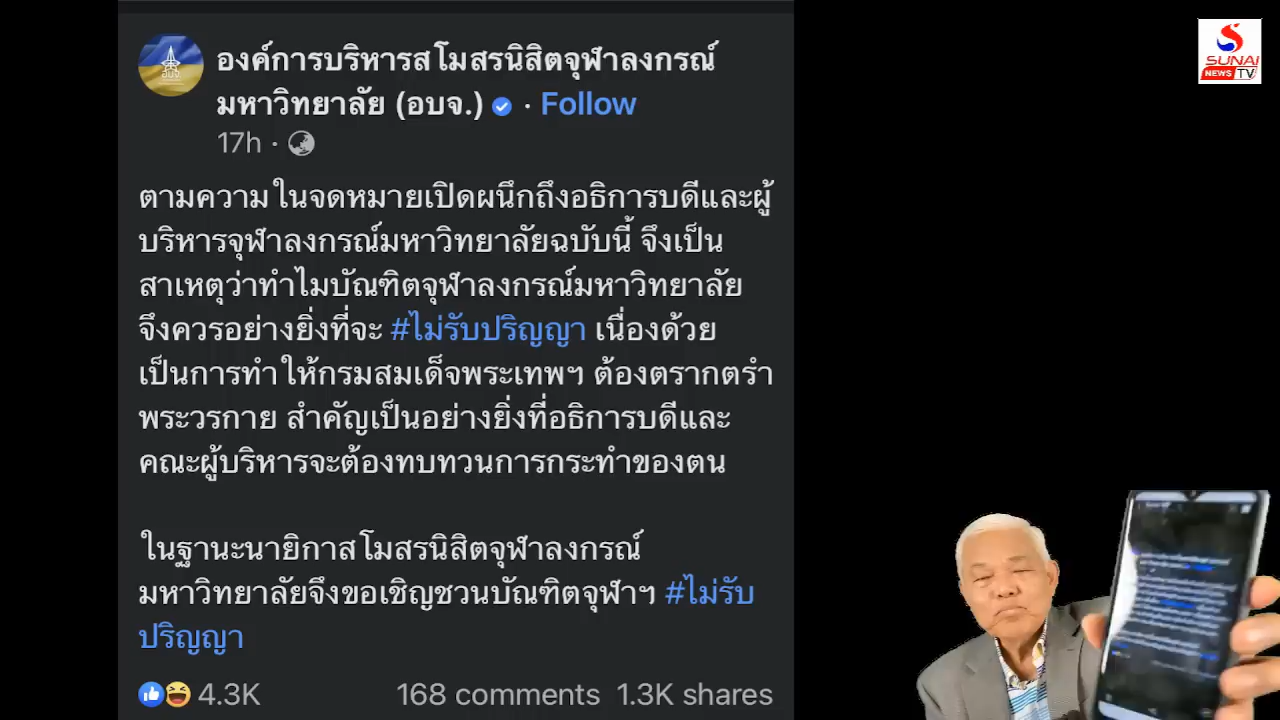 องค์การบริหารสโมสรนิสิตจุฬาลงกรณ์
มหาวิทยาลัย (อบจ.) · Follow
17h ·
ตามความในจดหมายเปิดผนึกถึงอธิการบดีและผู้
บริหารจุฬาลงกรณ์มหาวิทยาลัยฉบับนี้ จึงเป็น
สาเหตุว่าทำไมบัณฑิตจุฬาลงกรณ์มหาวิทยาลัย
จึงควรอย่างยิ่งที่จะ #ไม่รับปริญญา เนื่องด้วย
เป็นการทำให้กรมสมเด็จพระเทพฯ ต้องตรากตรำ
พระวรกาย สำคัญเป็นอย่างยิ่งที่อธิการบดีและ
คณะผู้บริหารจะต้องทบทวนการกระทำของตน
ในฐานะนายิกาสโมสรนิสิตจุฬาลงกรณ์
มหาวิทยาลัยจึงขอเชิญชวนบัณฑิตจุฬาฯ #ไม่รับ
ปริญญา
4.3K 168 comments 1.3K shares
SUNAI
NEWS TV
อบจ